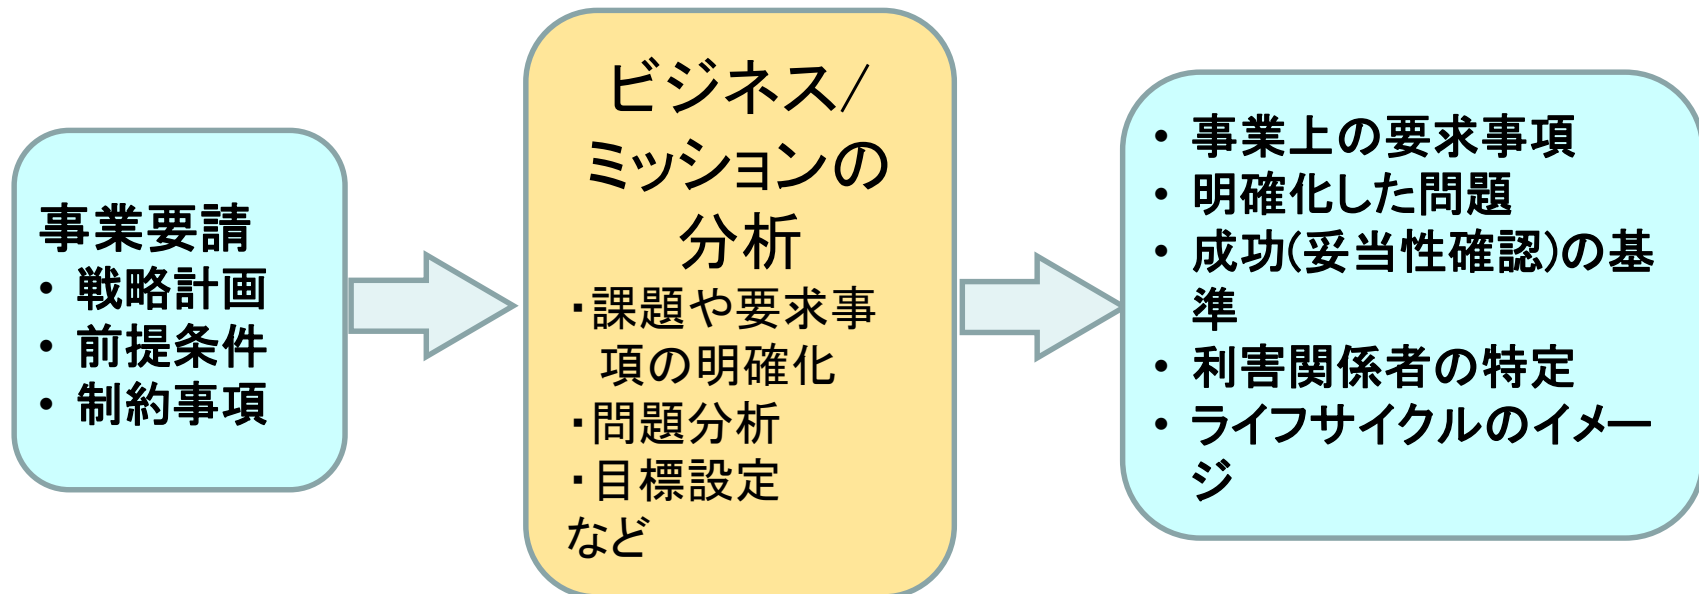 事業要請
• 戦略計画
• 前提条件
• 制約事項
ビジネス/
ミッションの
分析
・課題や要求事
項の明確化
・問題分析
・目標設定
など
• 事業上の要求事項
• 明確化した問題
• 成功(妥当性確認)の基
準
• 利害関係者の特定
• ライフサイクルのイメー
ジ